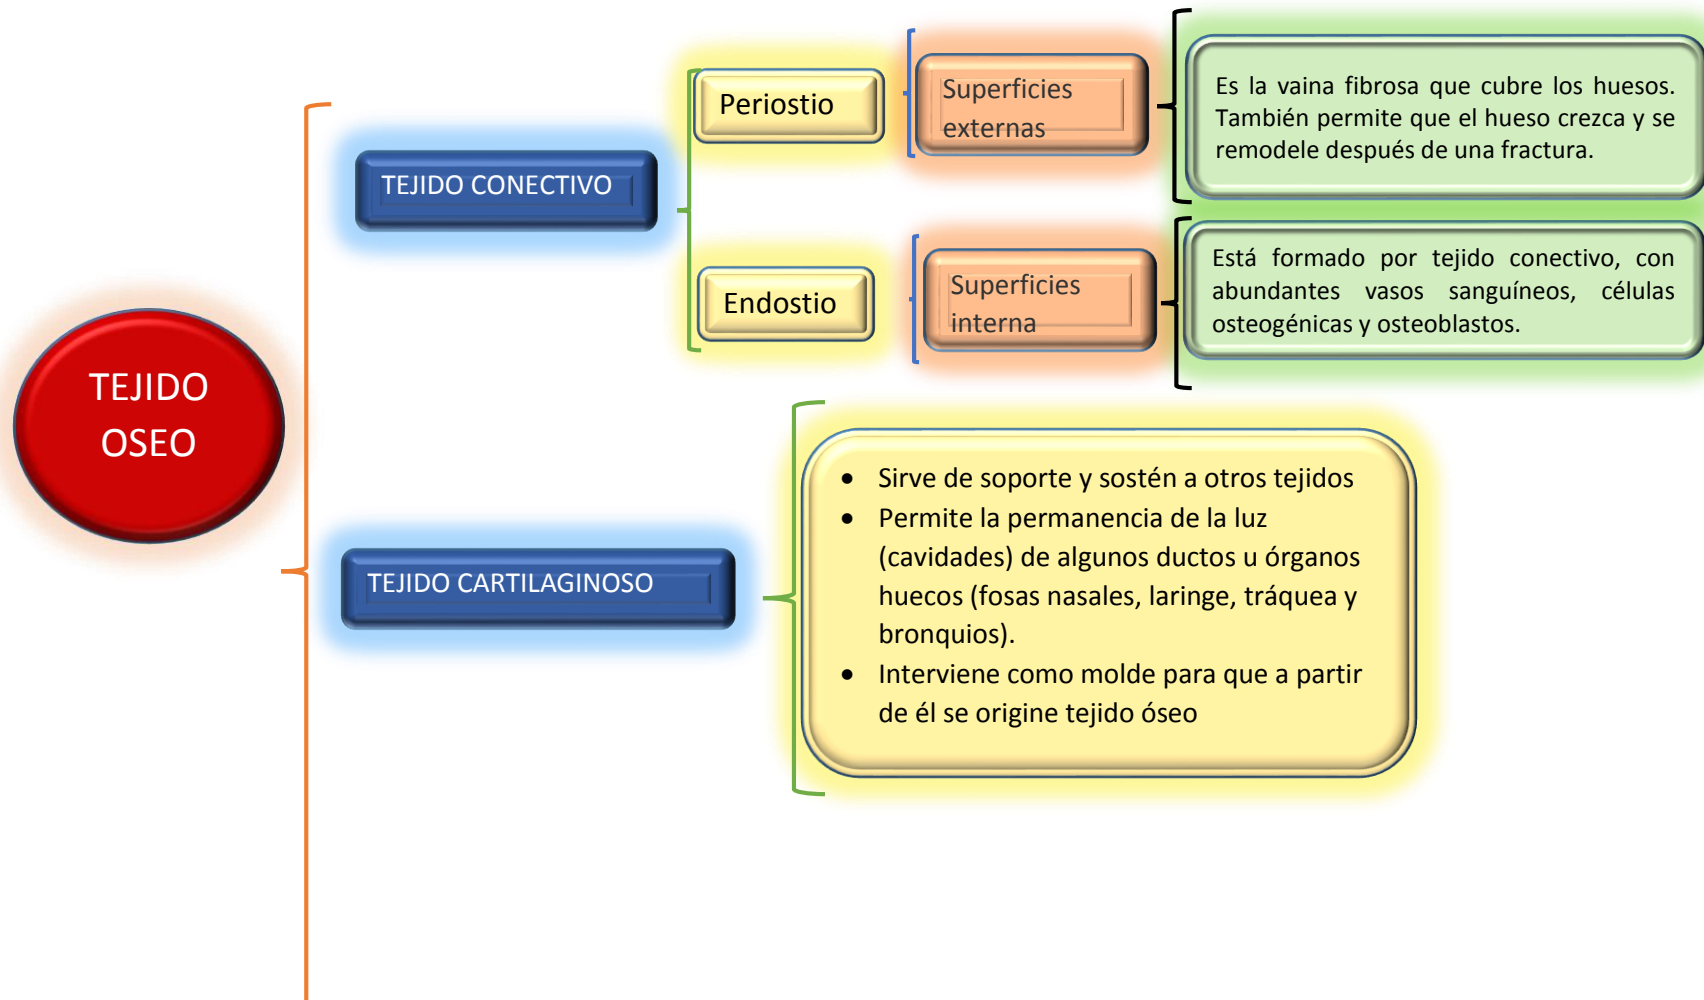 TEJIDO
OSEO
TEJIDO CONECTIVO
Periostio
Superficies
externas
Es la vaina fibrosa que cubre los huesos.
También permite que el hueso crezca y se
remodele después de una fractura.
Endostio
Superficies
interna
Está formado por tejido conectivo, con
abundantes vasos sanguíneos, células
osteogénicas y osteoblastos.
TEJIDO CARTILAGINOSO
• Sirve de soporte y sostén a otros tejidos
• Permite la permanencia de la luz
(cavidades) de algunos ductos u órganos
huecos (fosas nasales, laringe, tráquea y
bronquios).
• Interviene como molde para que a partir
de él se origine tejido óseo